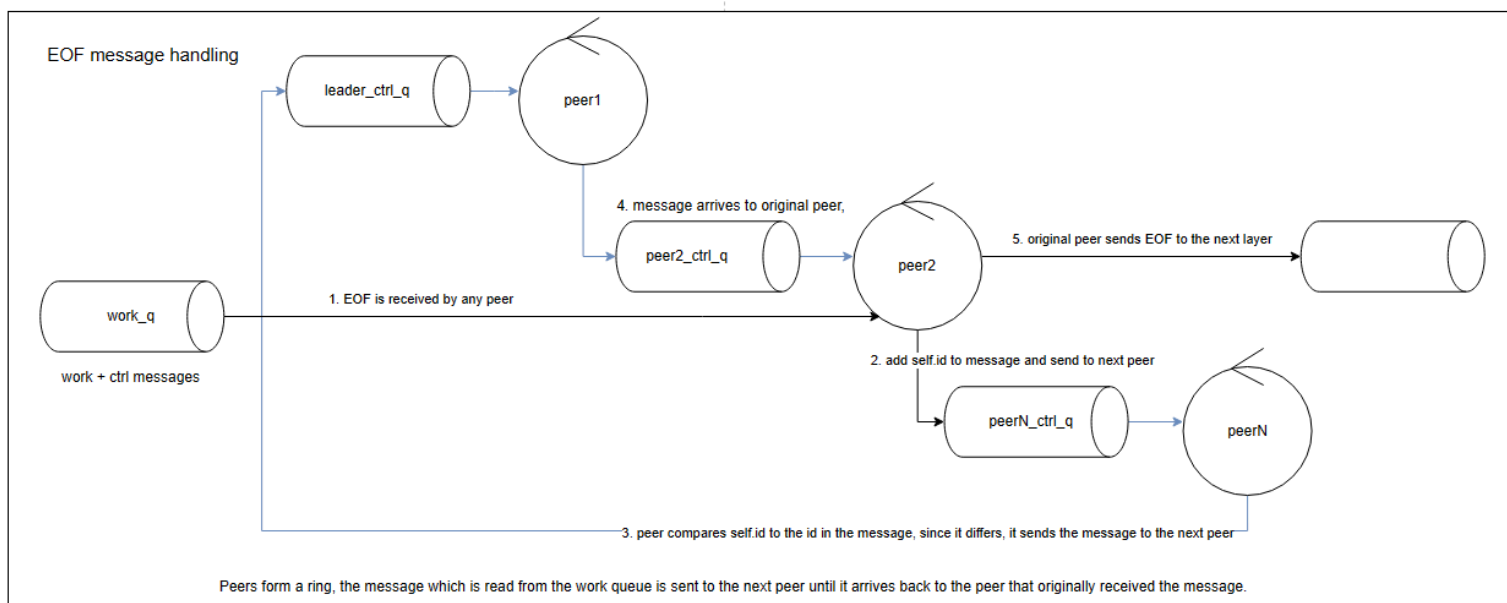 EOF message handling
leader_ctrl_q
peer1
4. message arrives to original peer,
peer2_ctrl_q
peer2
5. original peer sends EOF to the next layer
1. EOF is received by any peer
work_q
work + ctrl messages
2. add self.id to message and send to next peer
peerN_ctrl_q
peerN
3. peer compares self.id to the id in the message, since it differs, it sends the message to the next peer
Peers form a ring, the message which is read from the work queue is sent to the next peer until it arrives back to the peer that originally received the message.